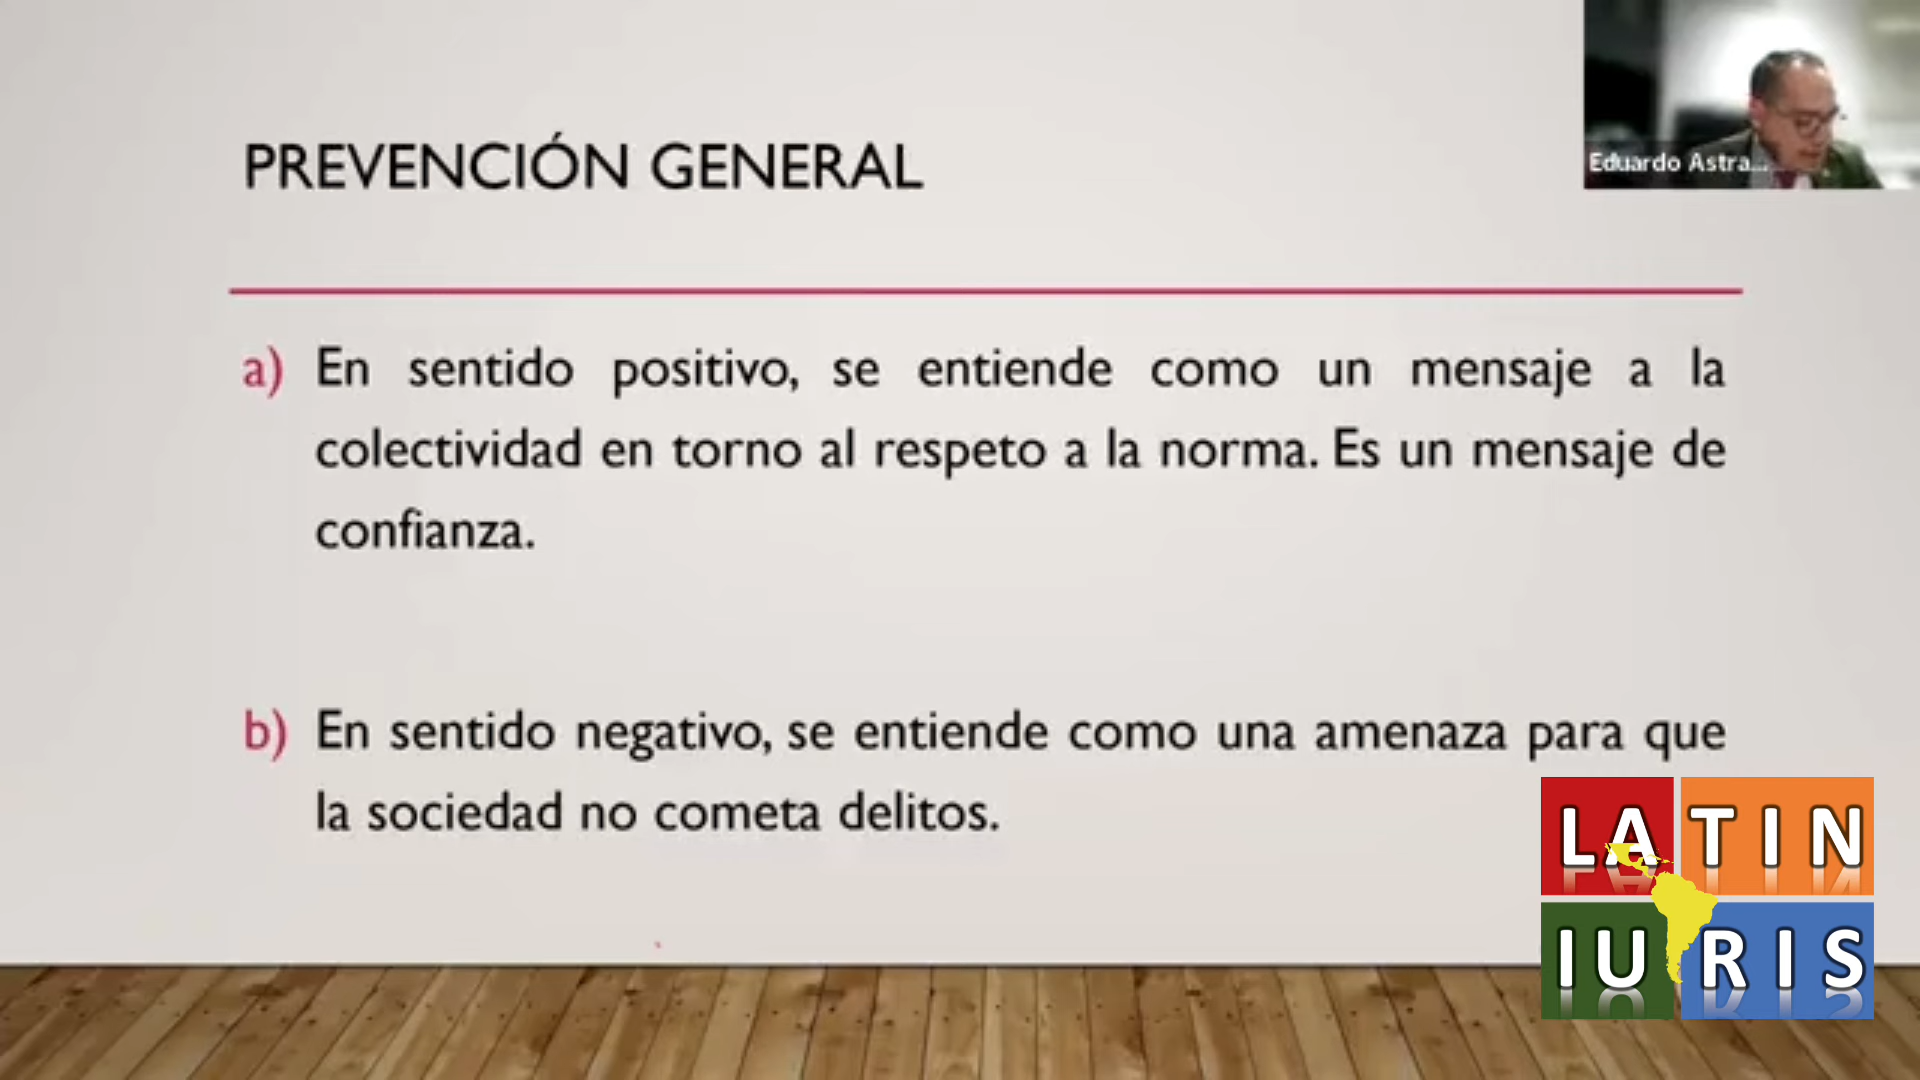 PREVENCIÓN GENERAL
Eduardo Astra...
a) En sentido positivo, se entiende como un mensaje a la
colectividad en torno al respeto a la norma. Es un mensaje de
confianza.
b) En sentido negativo, se entiende como una amenaza para que
la sociedad no cometa delitos.
LATIN
IURIS